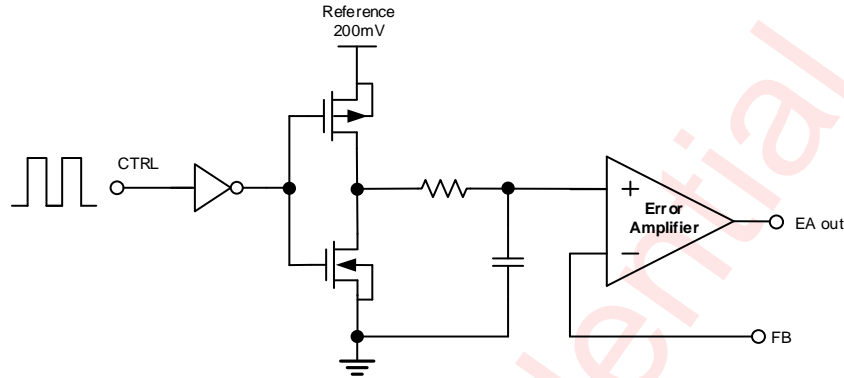 Reference
200mV
CTRL
+
Error
Amplifier
−
EA out
FB